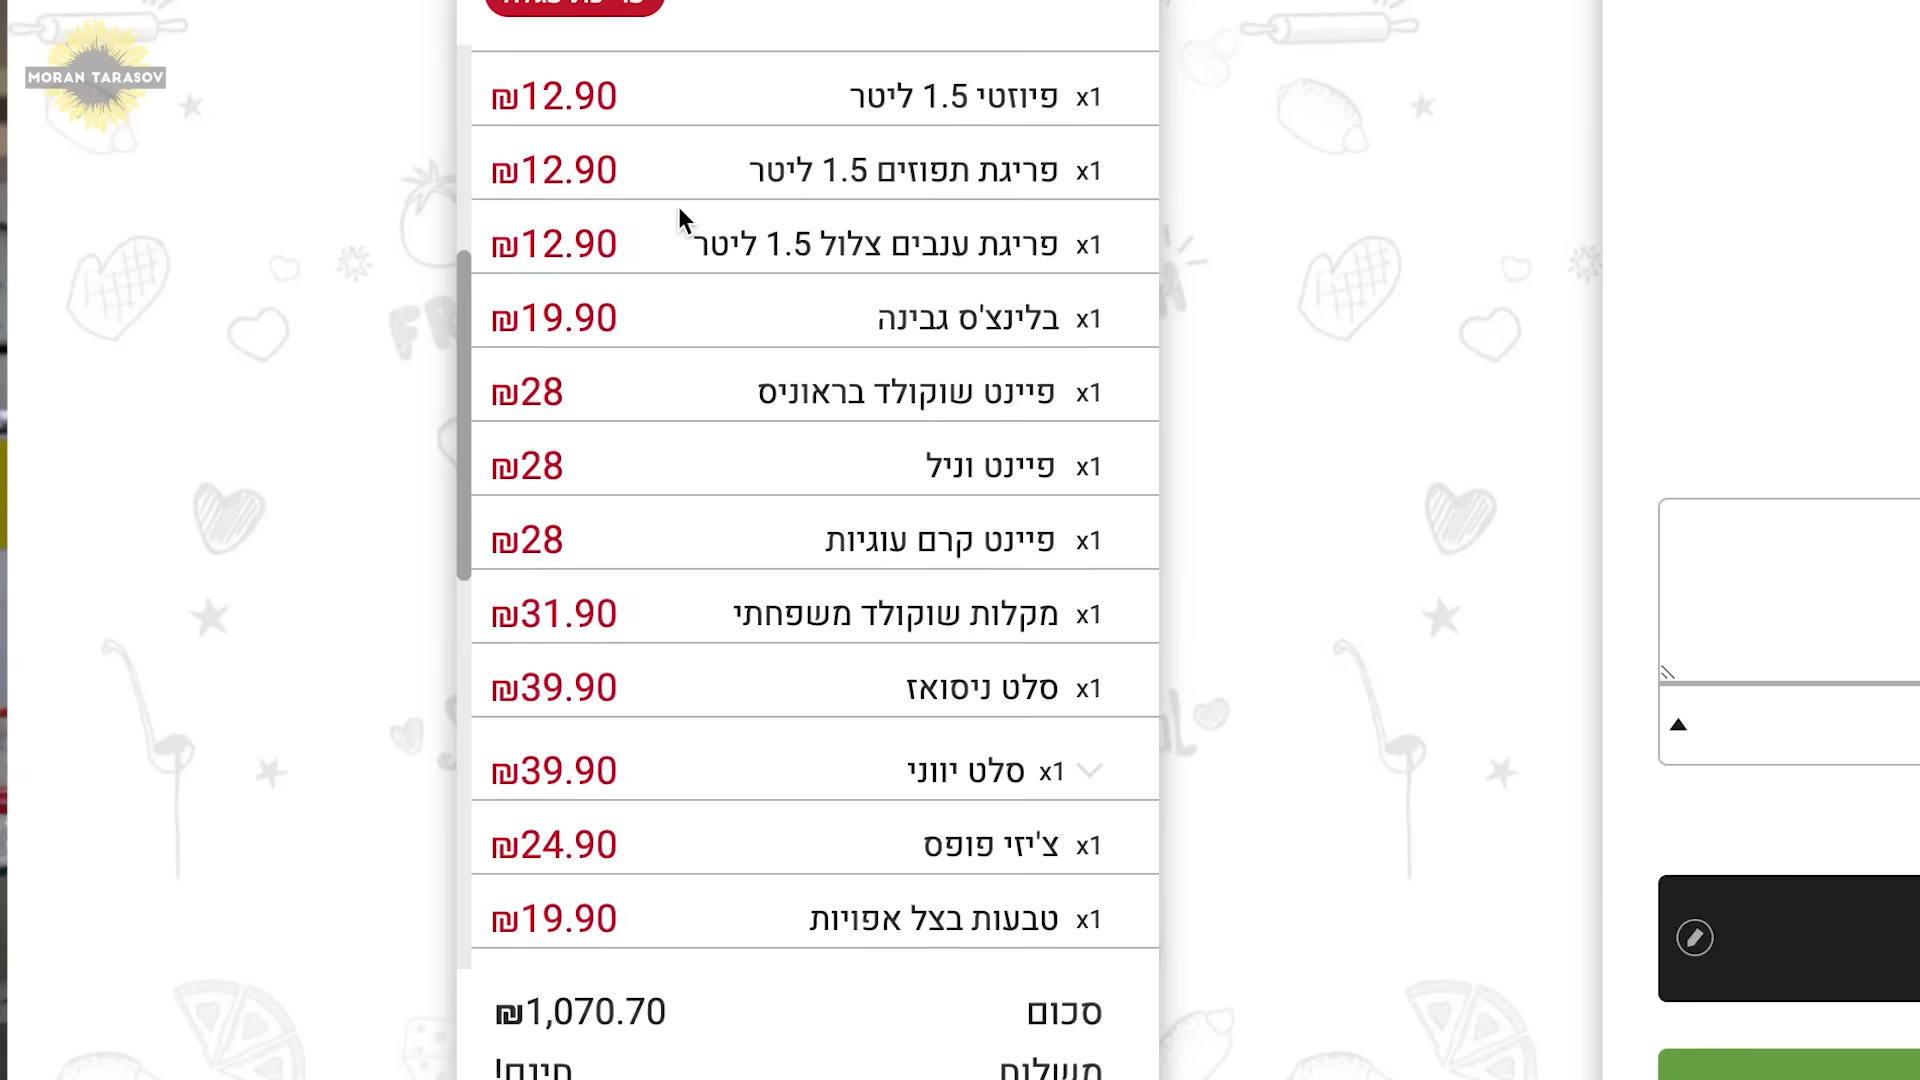 MORAN TARASOV
x1 פיוזטי 1.5 ליטר ₪12.90
x1 פריגת תפוזים 1.5 ליטר ₪12.90
x1 פריגת ענבים צלול 1.5 ליטר ₪12.90
x1 בלינצ'ס גבינה ₪19.90
x1 פיינט שוקולד בראוניס ₪28
x1 פיינט וניל ₪28
x1 פיינט קרם עוגיות ₪28
x1 מקלות שוקולד משפחתי ₪31.90
x1 סלט ניסואז ₪39.90
x1 סלט יווני ₪39.90
x1 צ'יזי פופס ₪24.90
x1 טבעות בצל אפויות ₪19.90
סכום ₪1,070.70
משלוח חינם!